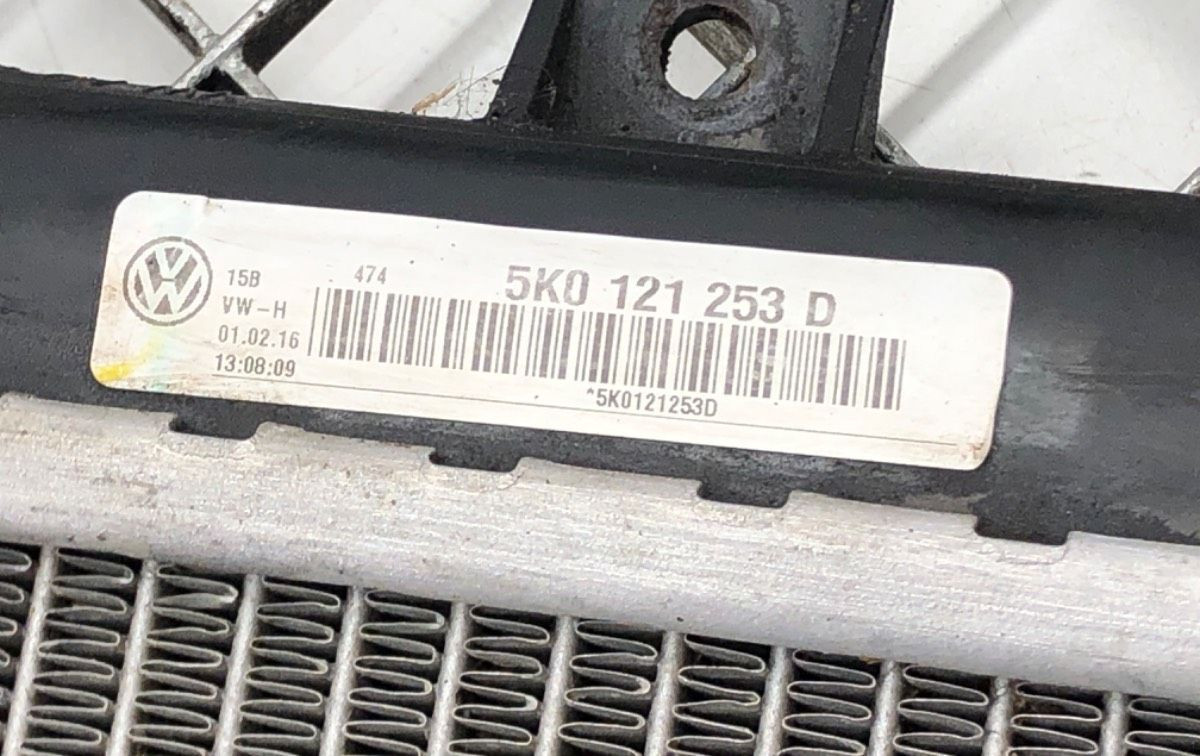 15B
VW-H
01.02.16
13:08:09
474
5K0 121 253 D
*5K0121253D